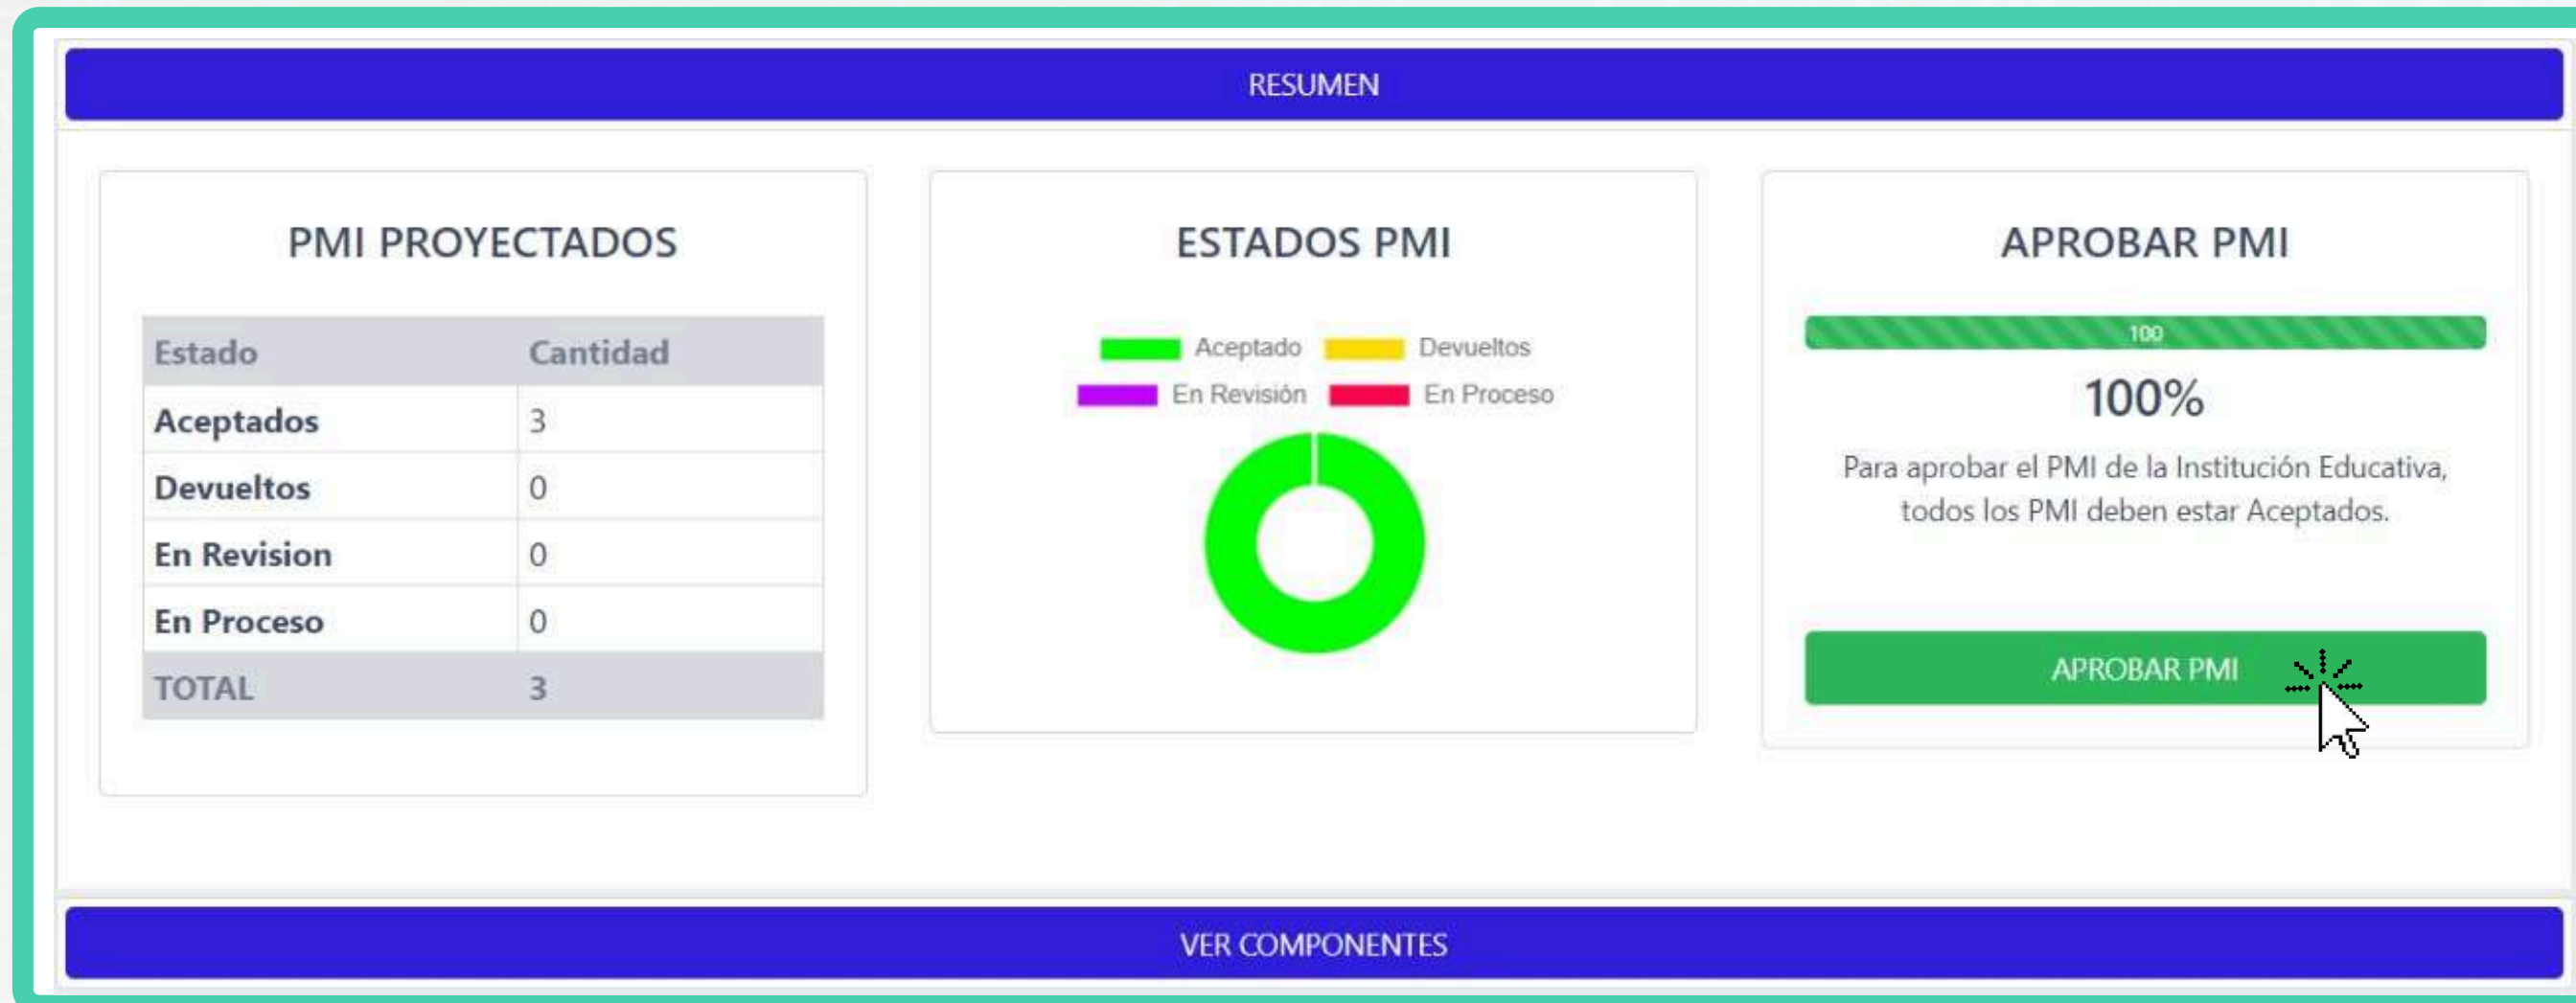 RESUMEN
PMI PROYECTADOS
Estado Cantidad
Aceptados 3
Devueltos 0
En Revision 0
En Proceso 0
TOTAL 3
ESTADOS PMI
Aceptado Devueltos
En Revisión En Proceso
APROBAR PMI
100
100%
Para aprobar el PMI de la Institución Educativa,
todos los PMI deben estar Aceptados.
APROBAR PMI
VER COMPONENTES